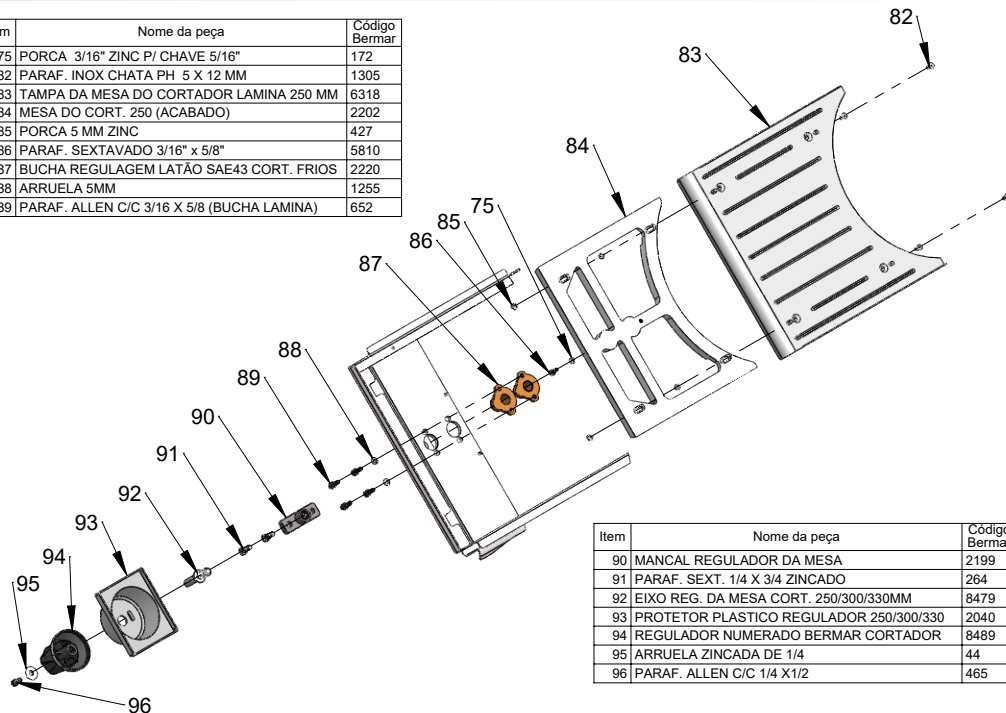 m Nome da peça Código
Bermar
75 PORCA 3/16" ZINC P/ CHAVE 5/16" 172
82 PARAF. INOX CHATA PH 5 X 12 MM 1305
83 TAMPA DA MESA DO CORTADOR LAMINA 250 MM 6318
84 MESA DO CORT. 250 (ACABADO) 2202
85 PORCA 5 MM ZINC 427
86 PARAF. SEXTAVADO 3/16" x 5/8" 5810
87 BUCHA REGULAGEM LATÃO SAE43 CORT. FRIOS 2220
88 ARRUELA 5MM 1255
89 PARAF. ALLEN C/C 3/16 X 5/8 (BUCHA LAMINA) 652
82
83
84
75
85
86
87
88
89
90
91
92
93
94
95
96
Item Nome da peça Código
Bermar
90 MANCAL REGULADOR DA MESA 2199
91 PARAF. SEXT. 1/4 X 3/4 ZINCADO 264
92 EIXO REG. DA MESA CORT. 250/300/330MM 8479
93 PROTETOR PLASTICO REGULADOR 250/300/330 2040
94 REGULADOR NUMERADO BERMAR CORTADOR 8489
95 ARRUELA ZINCADA DE 1/4 44
96 PARAF. ALLEN C/C 1/4 X1/2 465